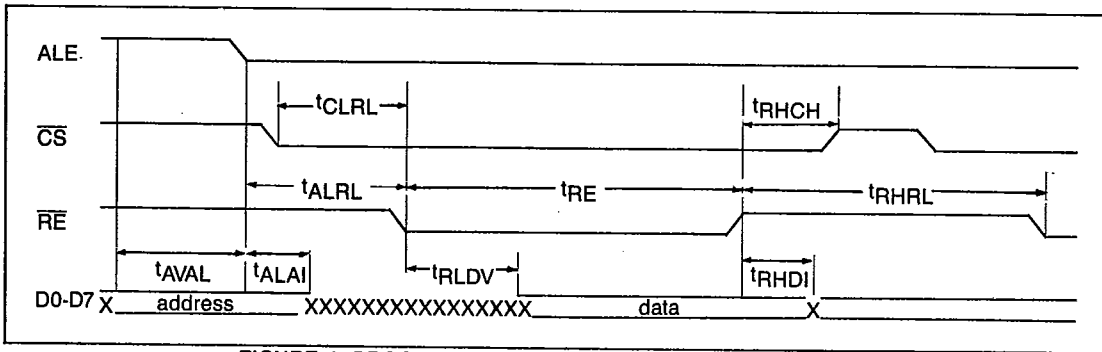 ALE.
tCLRL
tRHCH
CS
tALRL
tRE
tRHRL
RE
tAVAL
tALAI
tRLDV
tRHDI
D0-D7 X address XXXXXXXXXXXXXXXX data X